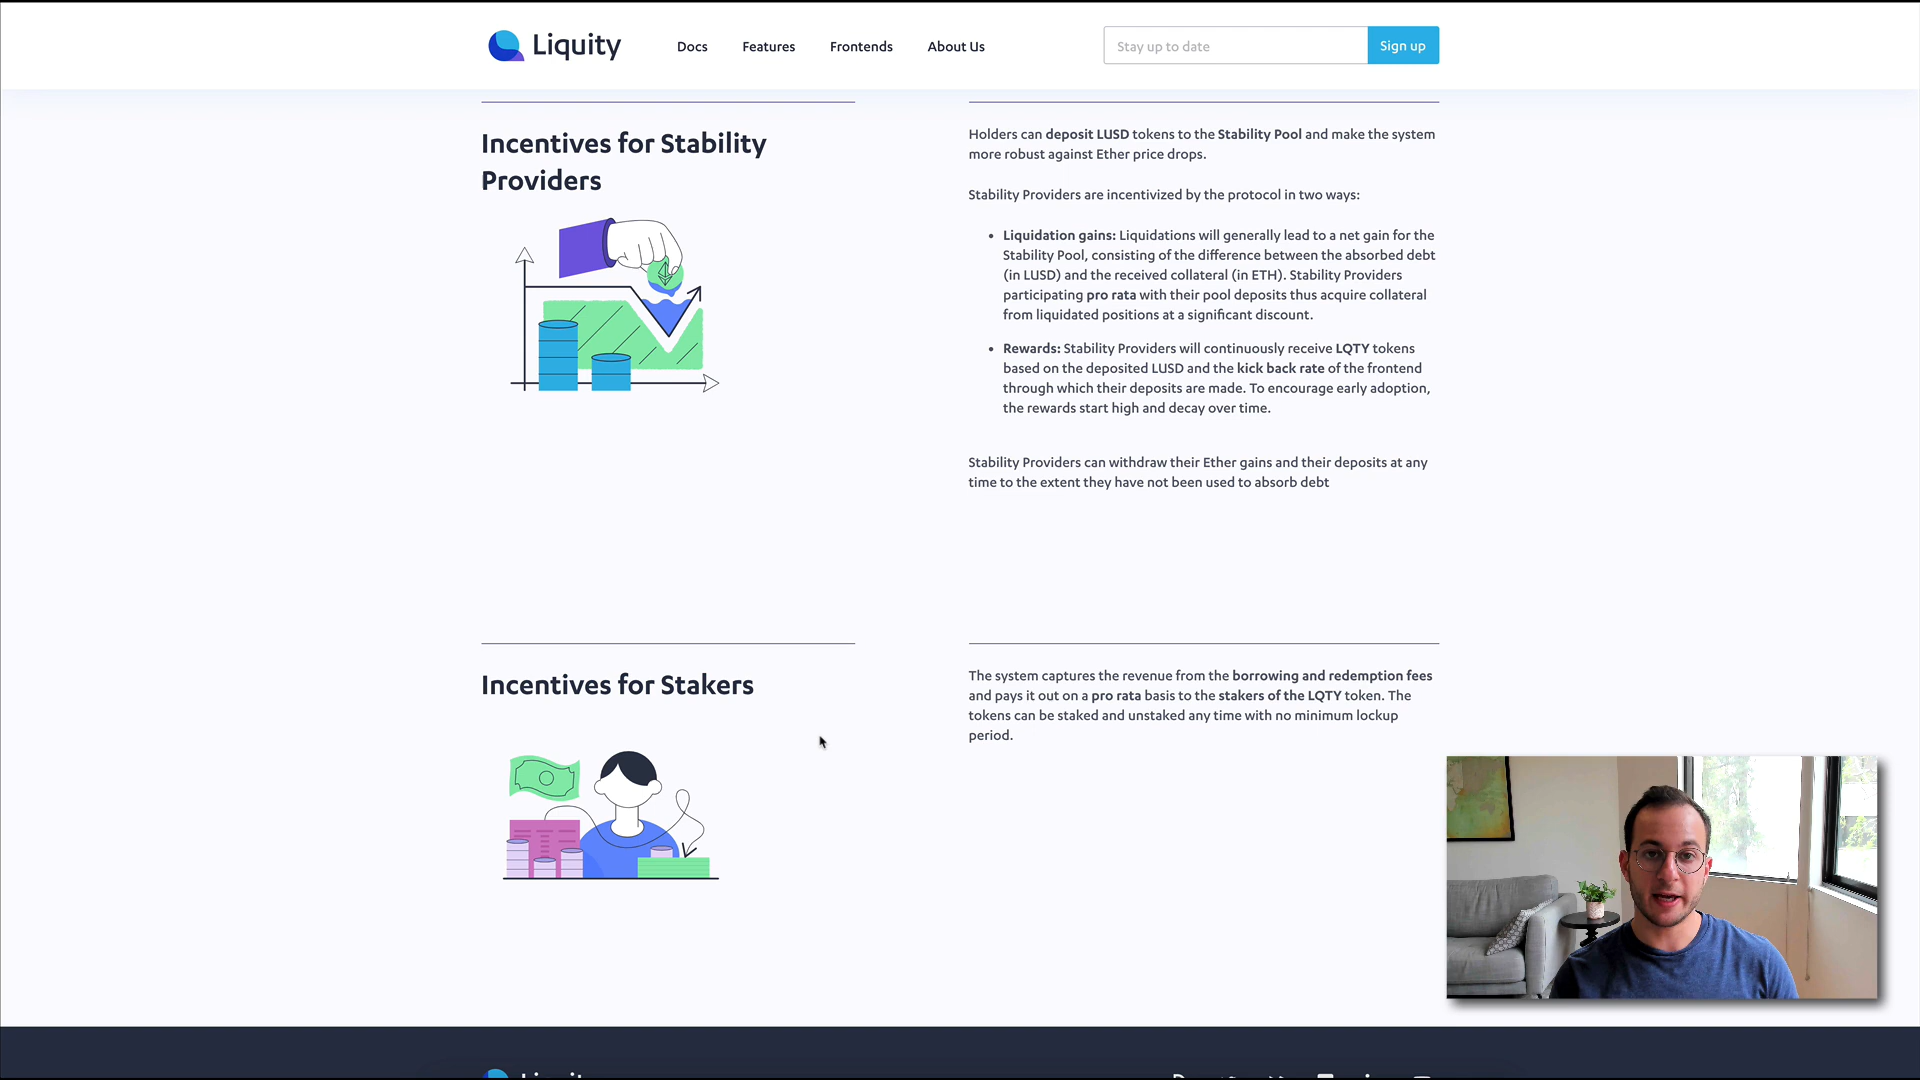 Liquity
Docs
Features
Frontends
About Us
Stay up to date
Sign up
Incentives for Stability
Providers
Holders can deposit LUSD tokens to the Stability Pool and make the system
more robust against Ether price drops.
Stability Providers are incentivized by the protocol in two ways:
• Liquidation gains: Liquidations will generally lead to a net gain for the
Stability Pool, consisting of the difference between the absorbed debt
(in LUSD) and the received collateral (in ETH). Stability Providers
participating pro rata with their pool deposits thus acquire collateral
from liquidated positions at a significant discount.
• Rewards: Stability Providers will continuously receive LQTY tokens
based on the deposited LUSD and the kick back rate of the frontend
through which their deposits are made. To encourage early adoption,
the rewards start high and decay over time.
Stability Providers can withdraw their Ether gains and their deposits at any
time to the extent they have not been used to absorb debt
Incentives for Stakers
The system captures the revenue from the borrowing and redemption fees
and pays it out on a pro rata basis to the stakers of the LQTY token. The
tokens can be staked and unstaked any time with no minimum lockup
period.